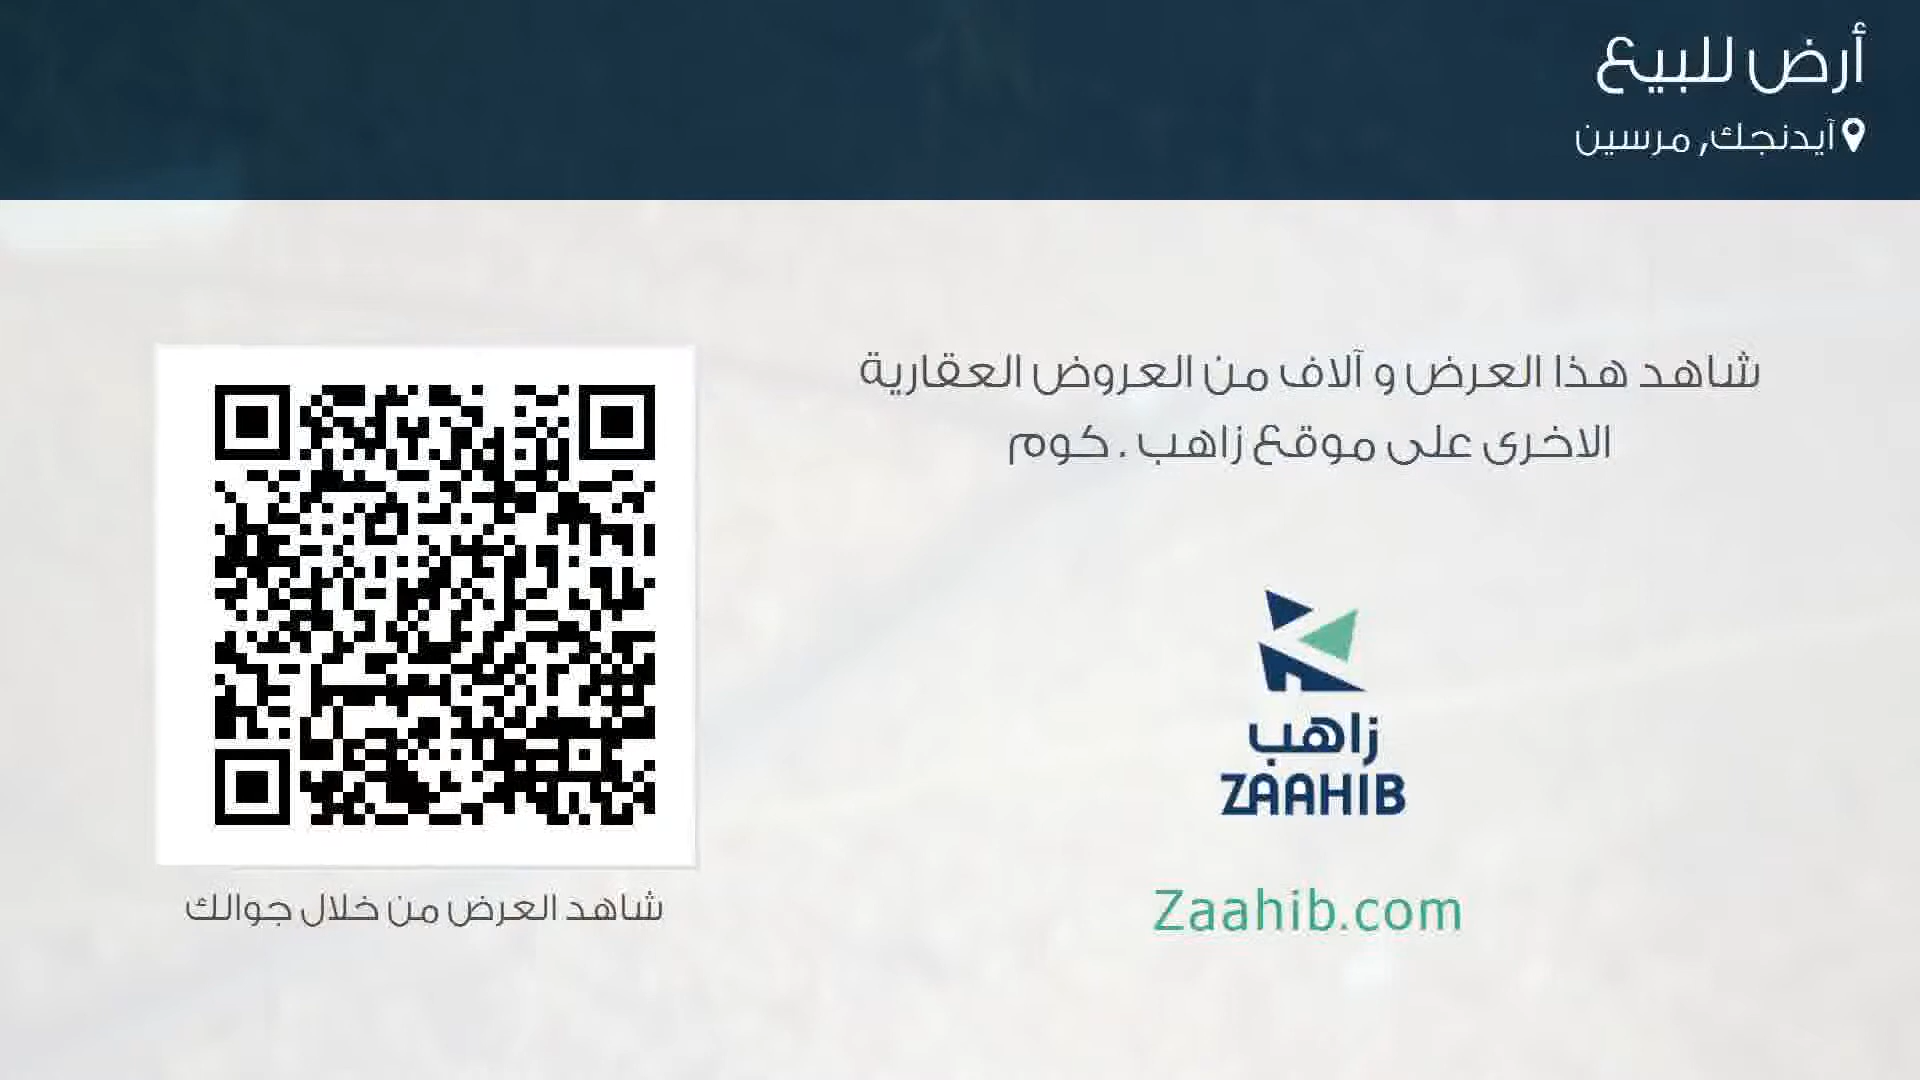 أرض للبيع
آيدنجك, مرسين
شاهد هذا العرض و آلاف من العروض العقارية
الاخرى على موقع زاهب . كوم
زاهب
ZAAHIB
Zaahib.com
شاهد العرض من خلال جوالك